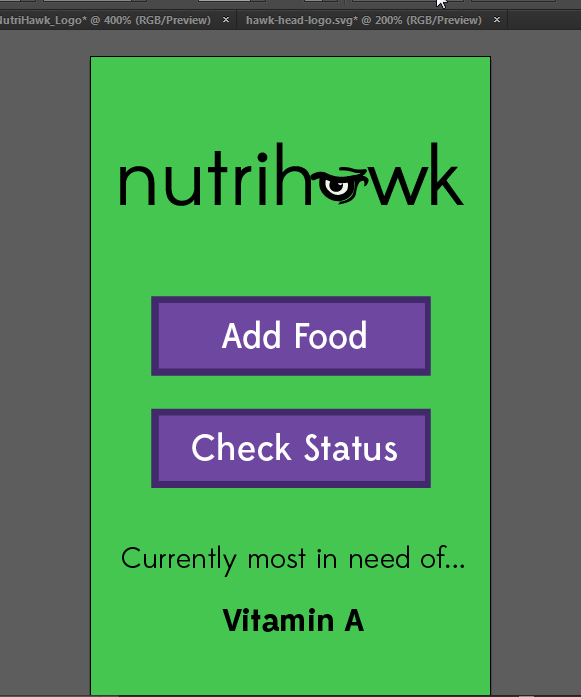 NutriHawk_Logo* @ 400% (RGB/Preview) × hawk-head-logo.svg* @ 200% (RGB/Preview) ×
nutrihawk
Add Food
Check Status
Currently most in need of...
Vitamin A